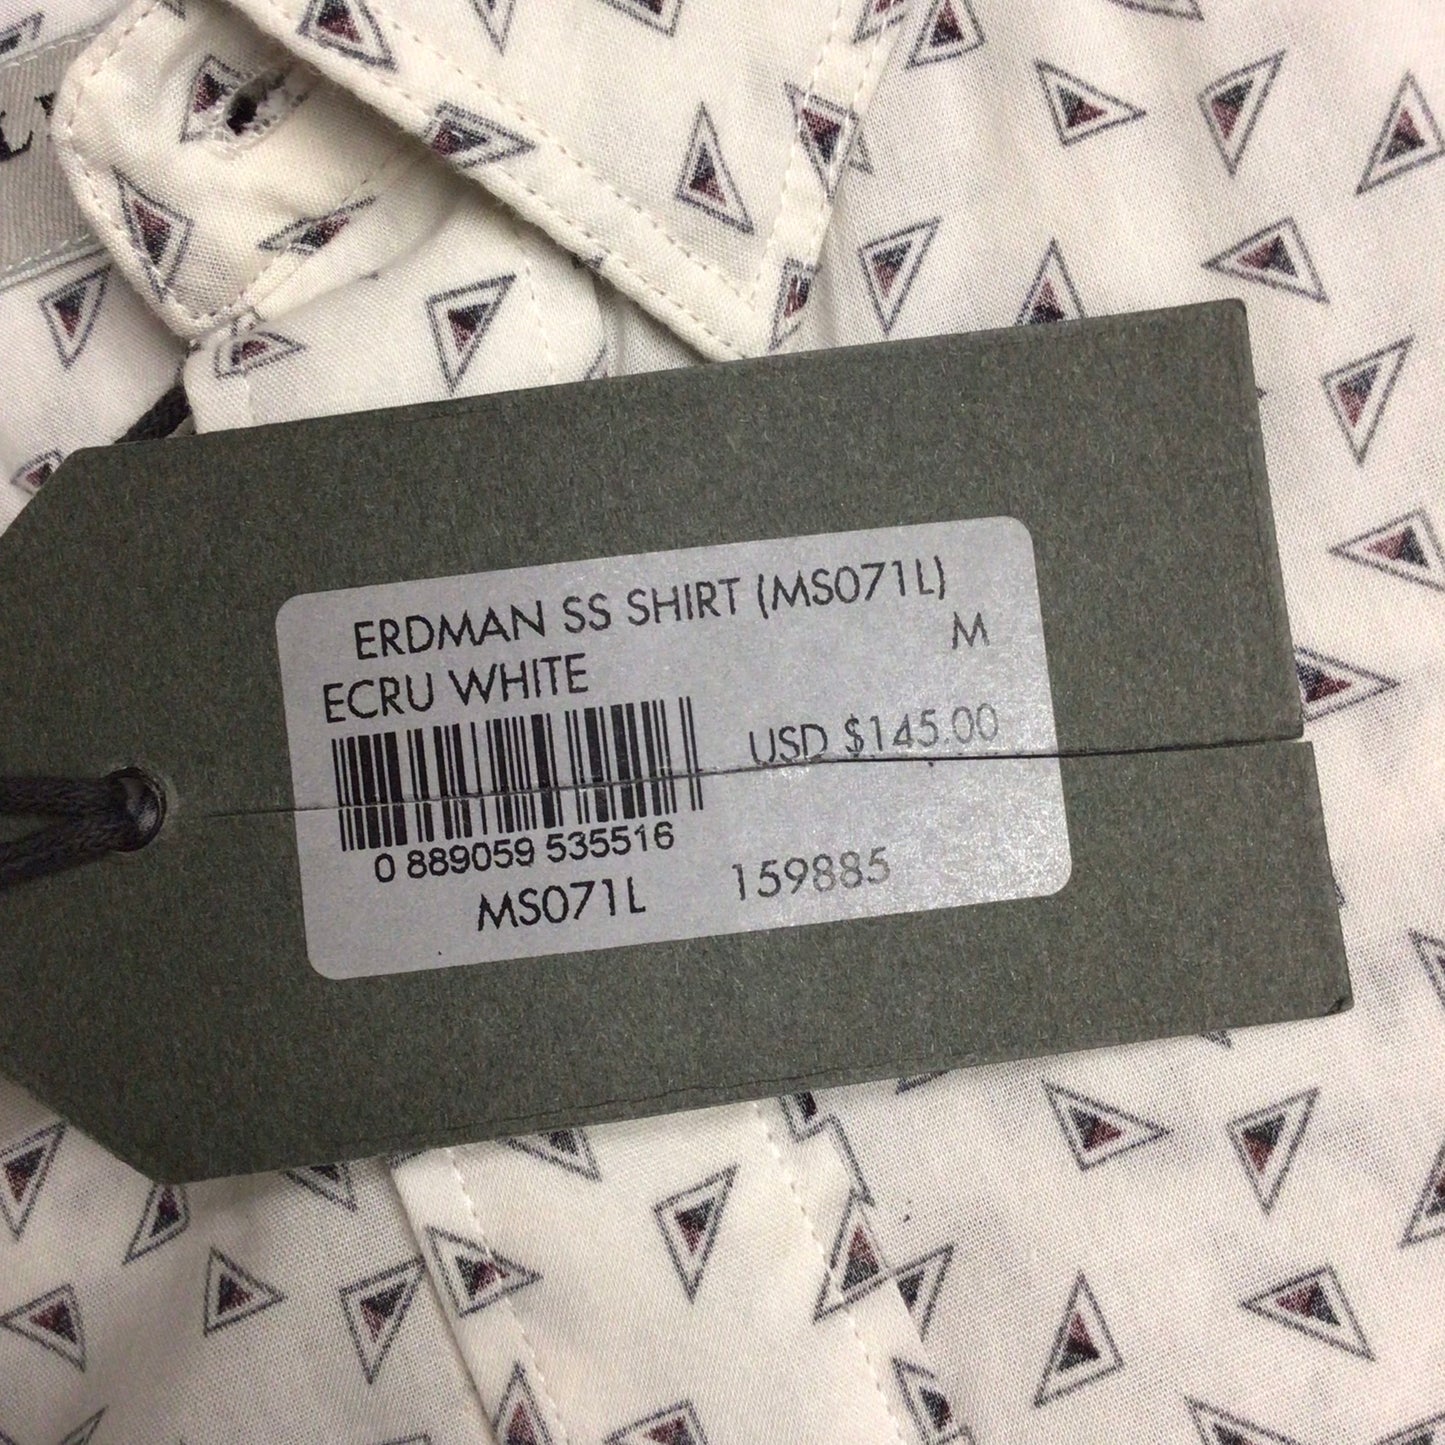 ERDMAN SS SHIRT (MS071L)
ECRU WHITE M
USD $145.00
0 889059 535516
MS071L 159885